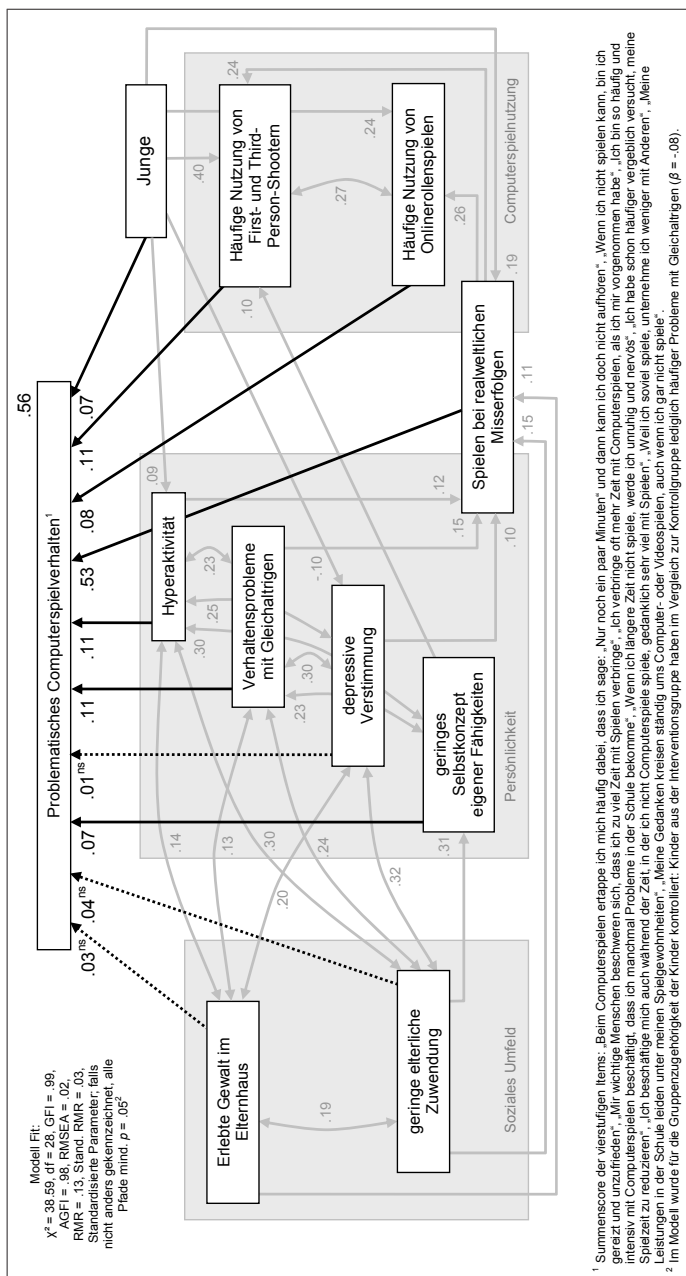 Modell Fit:
χ² = 38.59, df = 28, GFI = .99,
AGFI = .98, RMSEA = .02,
RMR = .13, Stand. RMR = .03,
Standardisierte Parameter; falls
nicht anders gekennzeichnet, alle
Pfade mind. p = .05²
Problematisches Computerspielverhalten¹
.56
.03 ns
.04 ns
.07
.01 ns
.11
.11
.53
.08
.11
.07
Junge
Erlebte Gewalt im
Elternhaus
geringe elterliche
Zuwendung
Soziales Umfeld
.19
.14
.13
.20
.30
.24
.32
.31
Hyperaktivität
Verhaltensprobleme
mit Gleichaltrigen
depressive
Verstimmung
geringes
Selbstkonzept
eigener Fähigkeiten
Persönlichkeit
.09
.23
.25
.30
.30
.23
-.10
.12
.15
.10
.10
Häufige Nutzung von
First- und Third-
Person-Shootern
Häufige Nutzung von
Onlinerollenspielen
Computerspielnutzung
.40
.24
.24
.27
.26
.19
Spielen bei realweltlichen
Misserfolgen
.15
.11
¹ Summenscore der vierstufigen Items: „Beim Computerspielen ertappe ich mich häufig dabei, dass ich sage: „Nur noch ein paar Minuten“ und dann kann ich doch nicht aufhören“, „Wenn ich nicht spielen kann, bin ich
gereizt und unzufrieden“, „Mir wichtige Menschen beschweren sich, dass ich zu viel Zeit mit Spielen verbringe“, „Ich verbringe oft mehr Zeit mit Computerspielen, als ich mir vorgenommen habe“, „Ich bin so häufig und
intensiv mit Computerspielen beschäftigt, dass ich manchmal Probleme in der Schule bekomme“, „Wenn ich längere Zeit nicht spiele, werde ich unruhig und nervös“, „Ich habe schon häufiger vergeblich versucht, meine
Spielzeit zu reduzieren“, „Ich beschäftige mich auch während der Zeit, in der ich nicht Computerspiele spiele, gedanklich sehr viel mit Spielen“, „Weil ich soviel spiele, unternehme ich weniger mit Anderen“, „Meine
Leistungen in der Schule leiden unter meinen Spielgewohnheiten“, „Meine Gedanken kreisen ständig ums Computer- oder Videospielen, auch wenn ich gar nicht spiele“.
² Im Modell wurde für die Gruppenzugehörigkeit der Kinder kontrolliert: Kinder aus der Interventionsgruppe haben im Vergleich zur Kontrollgruppe lediglich häufiger Probleme mit Gleichaltrigen (β = -.08).